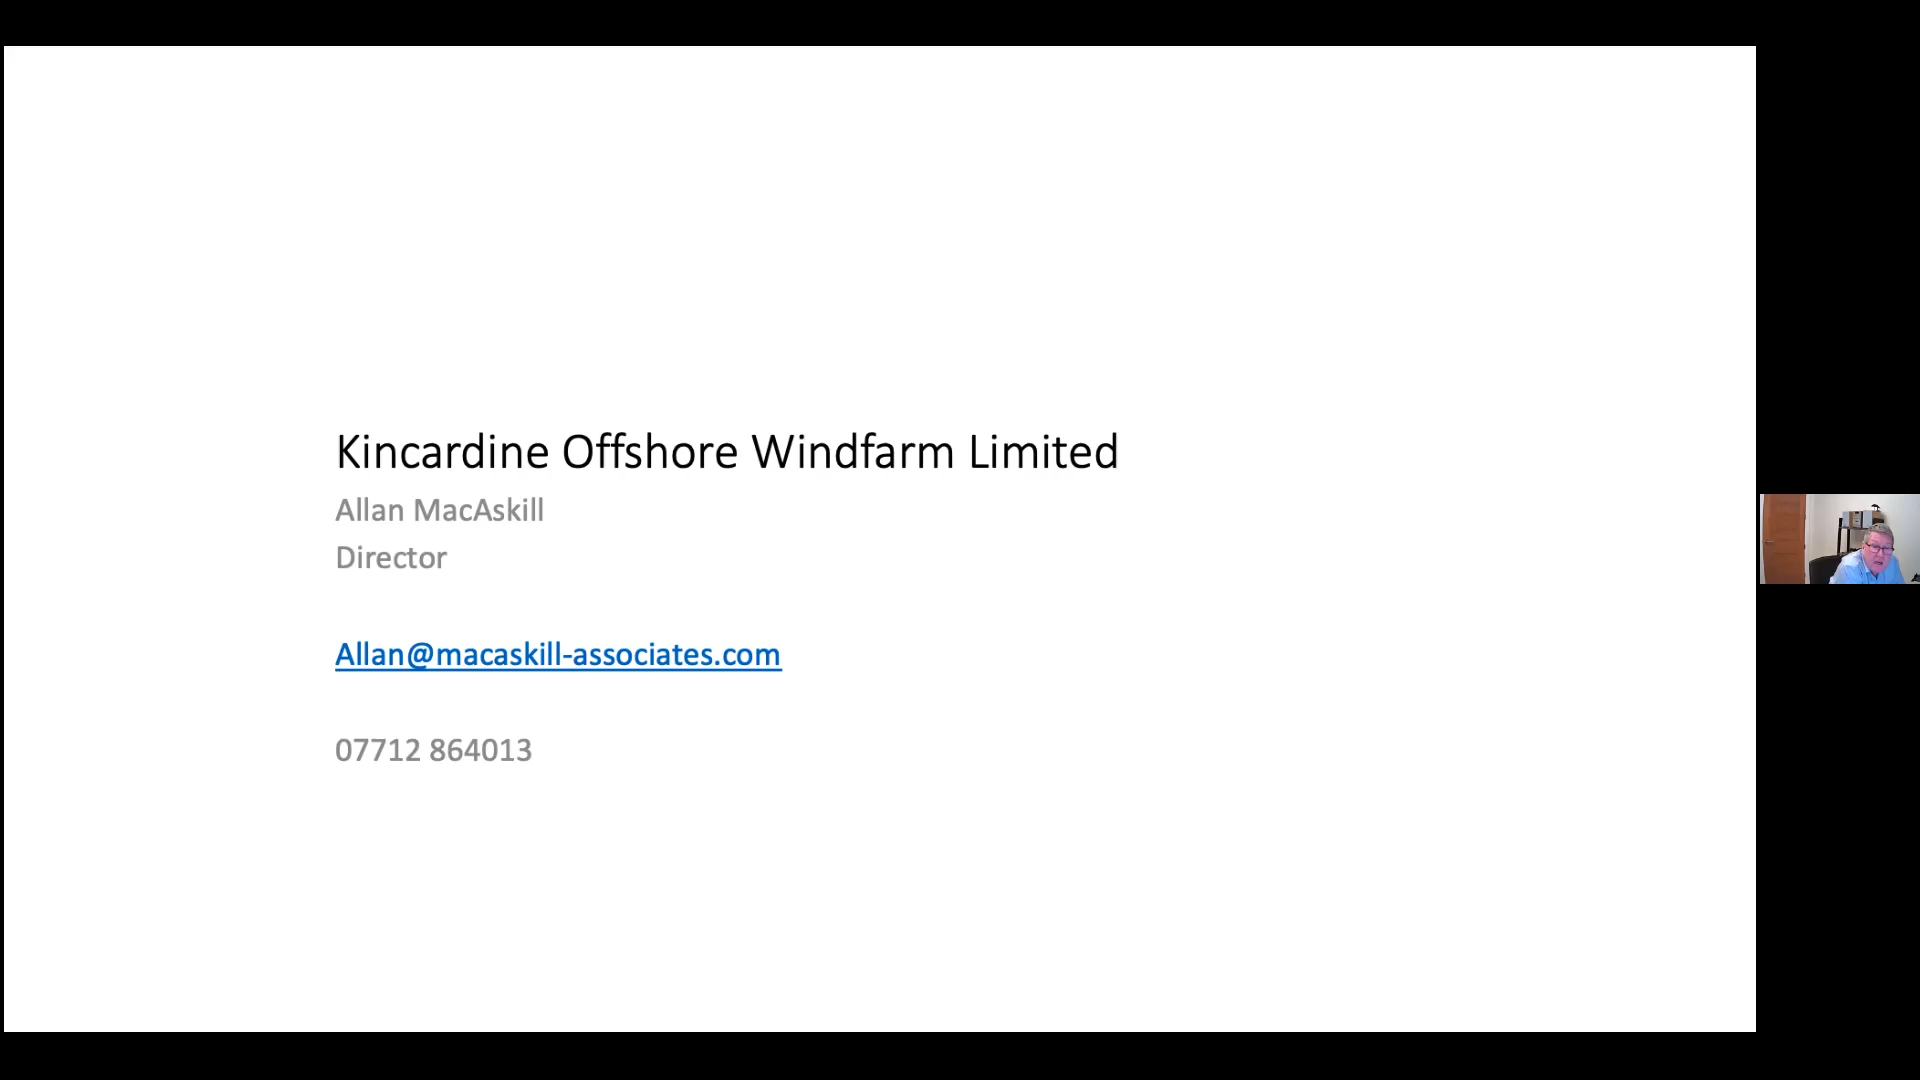 Kincardine Offshore Windfarm Limited
Allan MacAskill
Director
Allan@macaskill-associates.com
07712 864013